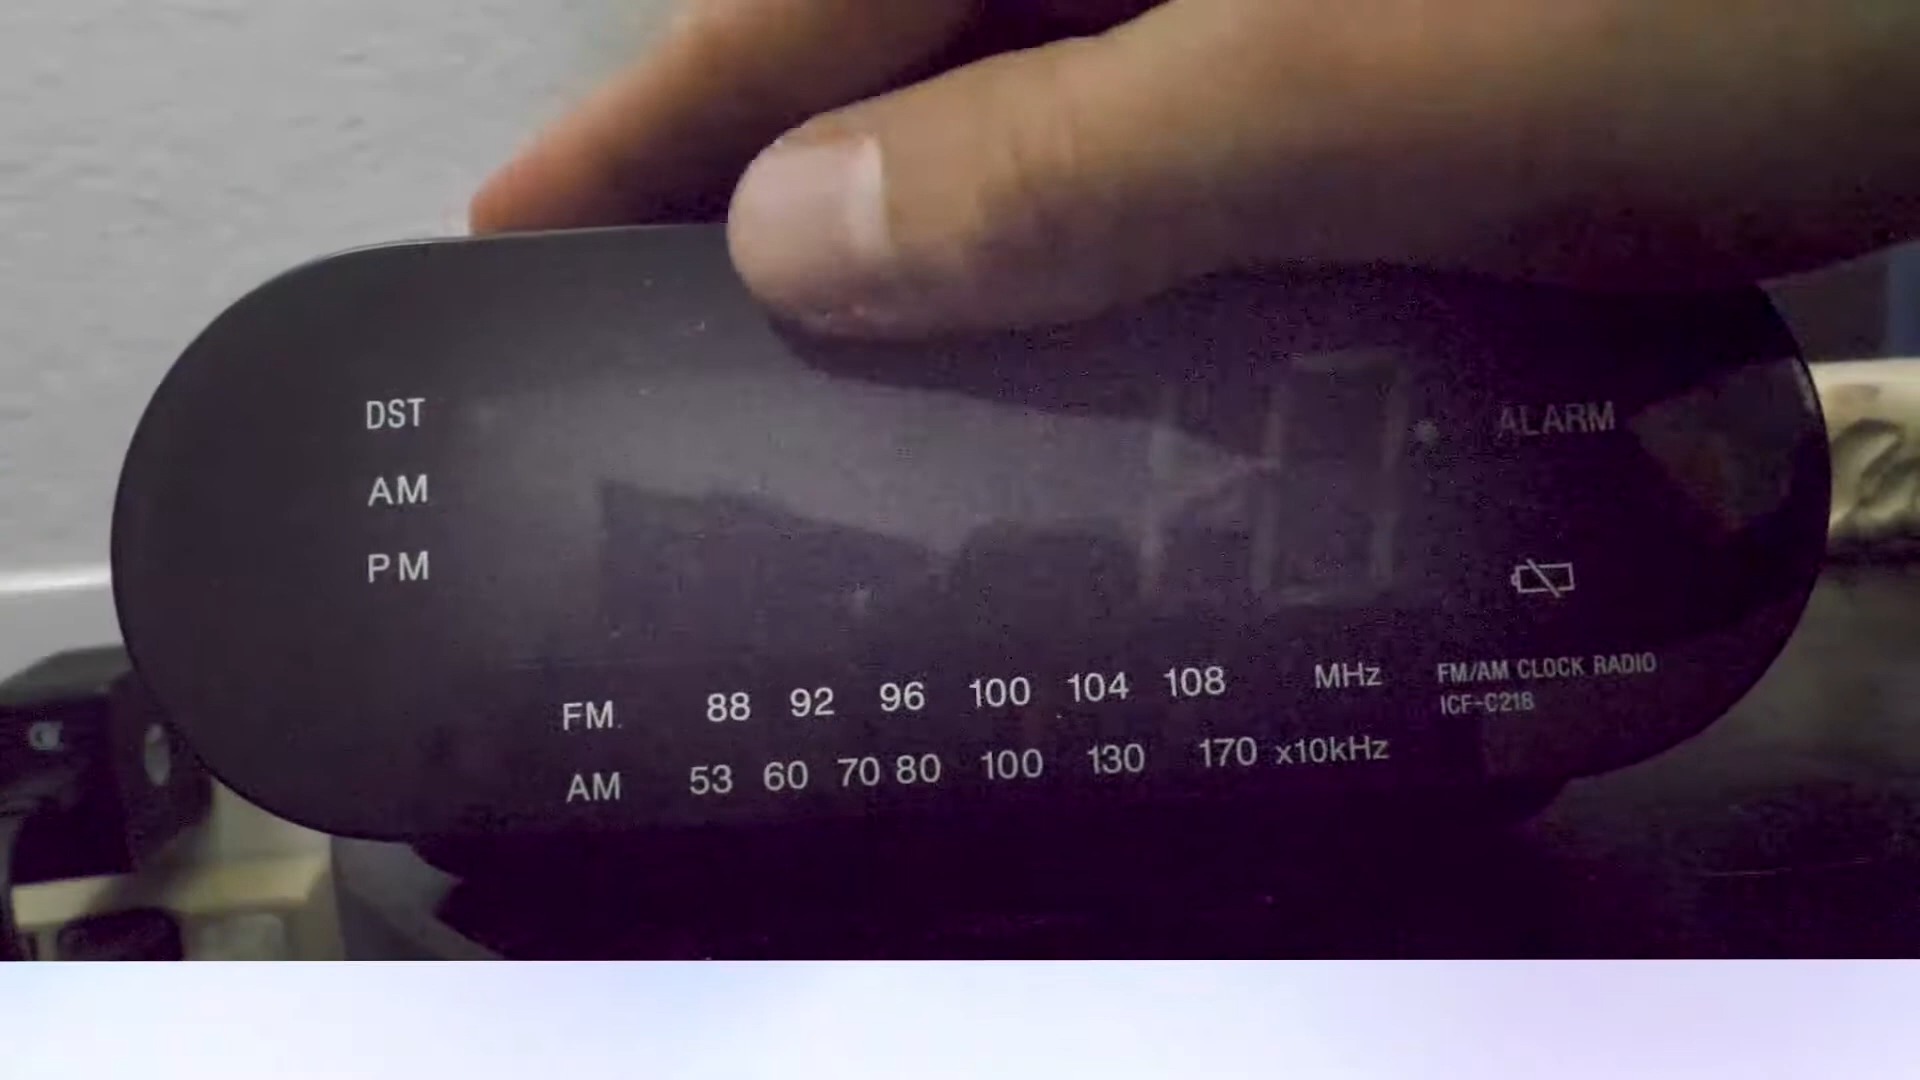 DST
AM
PM
ALARM
FM 88 92 96 100 104 108 MHz
AM 53 60 70 80 100 130 170 x10kHz
FM/AM CLOCK RADIO
ICF-C218